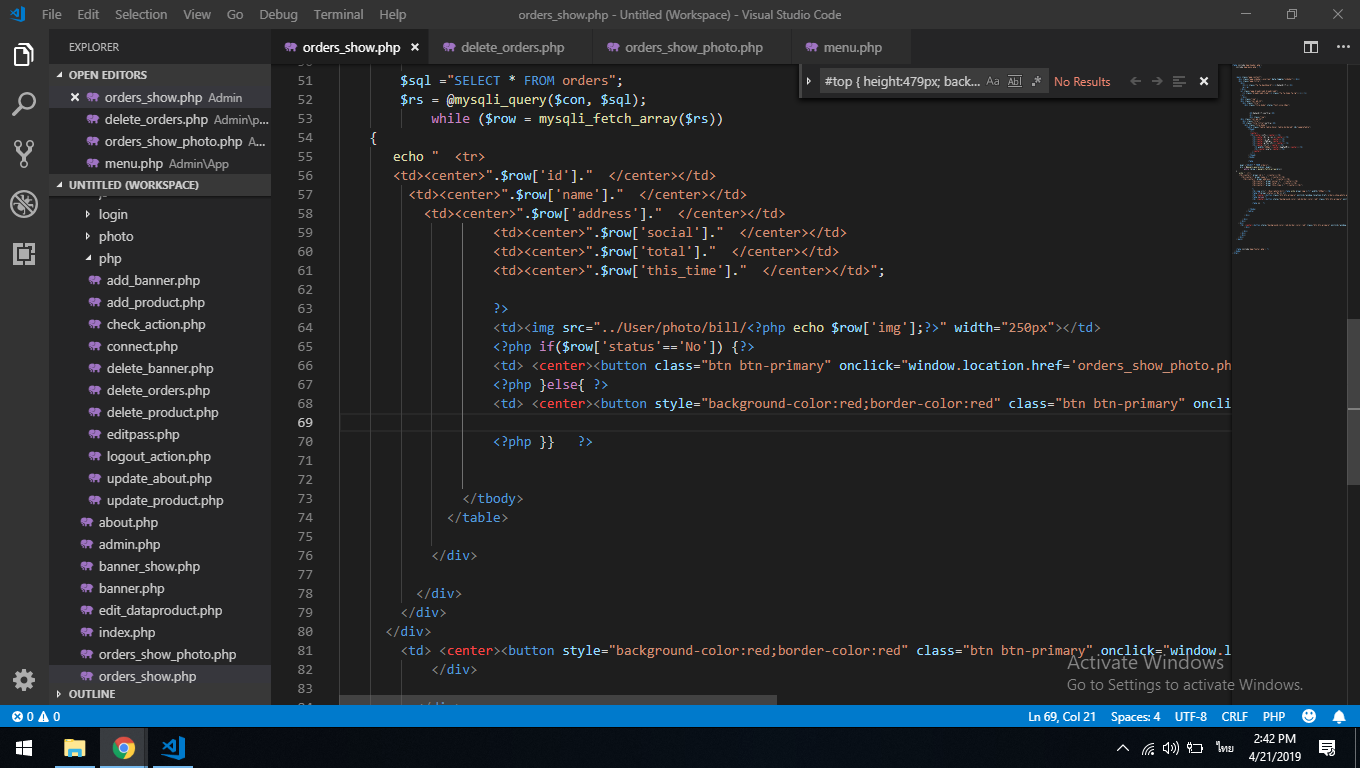 File Edit Selection View Go Debug Terminal Help
orders_show.php - Untitled (Workspace) - Visual Studio Code
EXPLORER
OPEN EDITORS
orders_show.php Admin
delete_orders.php Admin\p...
orders_show_photo.php A...
menu.php Admin\App
UNTITLED (WORKSPACE)
login
photo
php
add_banner.php
add_product.php
check_action.php
connect.php
delete_banner.php
delete_orders.php
delete_product.php
editpass.php
logout_action.php
update_about.php
update_product.php
about.php
admin.php
banner_show.php
banner.php
edit_dataproduct.php
index.php
orders_show_photo.php
orders_show.php
OUTLINE
orders_show.php delete_orders.php orders_show_photo.php menu.php
#top { height:479px; back... Aa Abl .* No Results
51 $sql ="SELECT * FROM orders";
52 $rs = @mysqli_query($con, $sql);
53 while ($row = mysqli_fetch_array($rs))
54 {
55 echo " <tr>
56 <td><center>".$row['id']." </center></td>
57 <td><center>".$row['name']." </center></td>
58 <td><center>".$row['address']." </center></td>
59 <td><center>".$row['social']." </center></td>
60 <td><center>".$row['total']." </center></td>
61 <td><center>".$row['this_time']." </center></td>";
62
63 ?>
64 <td><img src="../User/photo/bill/<?php echo $row['img'];?>" width="250px"></td>
65 <?php if($row['status'=='No']) {?>
66 <td> <center><button class="btn btn-primary" onclick="window.location.href='orders_show_photo.ph
67 <?php }else{ ?>
68 <td> <center><button style="background-color:red;border-color:red" class="btn btn-primary" oncli
69
70 <?php }} ?>
71
72
73 </tbody>
74 </table>
75
76 </div>
77
78 </div>
79 </div>
80 </div>
81 <td> <center><button style="background-color:red;border-color:red" class="btn btn-primary" onclick="window.l
82 </div>
83
Activate Windows
Go to Settings to activate Windows.
0 0
Ln 69, Col 21 Spaces: 4 UTF-8 CRLF PHP
ไทย
2:42 PM
4/21/2019